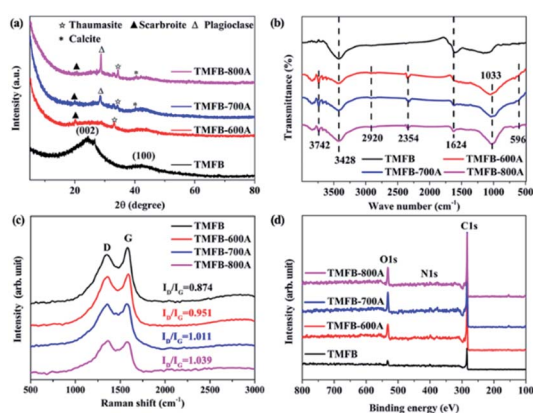 (a)
☆ Thaumasite ▲ Scarbroite △ Plagioclase
* Calcite
TMFB-800A
TMFB-700A
TMFB-600A
(002)
(100)
TMFB
Intensity (a.u.)
20 40 60 80
2θ (degree)
(b)
Transmittance (%)
1033
3742
3428
2920
2354
1624
596
TMFB TMFB-600A
TMFB-700A TMFB-800A
4000 3500 3000 2500 2000 1500 1000 500
Wave number (cm⁻¹)
(c)
TMFB
TMFB-600A
TMFB-700A
TMFB-800A
D G
I_D/I_G=0.874
I_D/I_G=0.951
I_D/I_G=1.011
I_D/I_G=1.039
Intensity (arb. unit)
500 1000 1500 2000 2500 3000
Raman shift (cm⁻¹)
(d)
C1s
O1s
N1s
TMFB-800A
TMFB-700A
TMFB-600A
TMFB
Intensity (arb. unit)
800 700 600 500 400 300 200 100
Binding energy (eV)